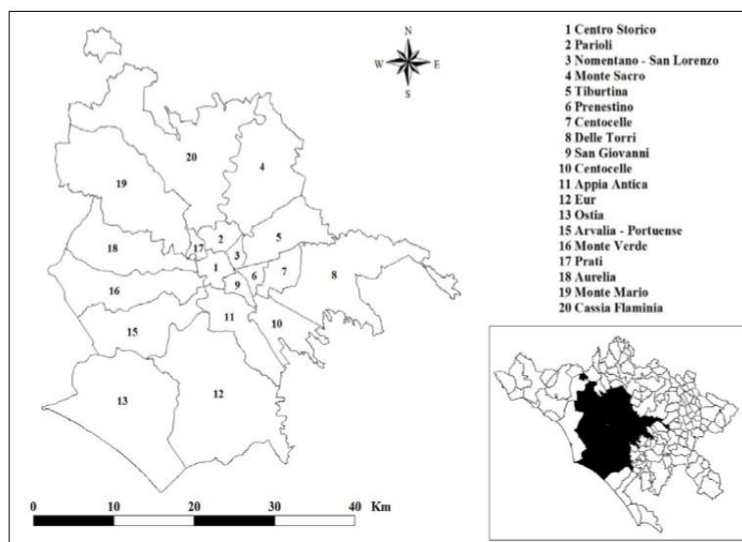 N
W E
S
1 Centro Storico
2 Parioli
3 Nomentano - San Lorenzo
4 Monte Sacro
5 Tiburtina
6 Prenestino
7 Centocelle
8 Delle Torri
9 San Giovanni
10 Centocelle
11 Appia Antica
12 Eur
13 Ostia
15 Arvalia - Portuense
16 Monte Verde
17 Prati
18 Aurelia
19 Monte Mario
20 Cassia Flaminia
20
4
19
2
5
17
3
18
1
6
7
8
9
16
11
10
15
13
12
0 10 20 30 40 Km